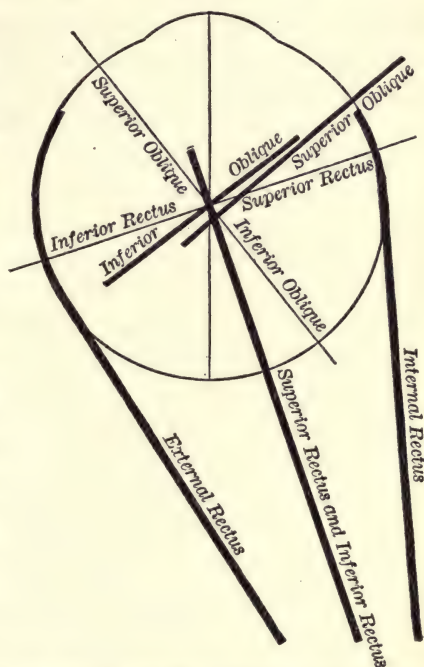 Superior Oblique
Oblique
Superior Oblique
Superior Rectus
Inferior Rectus
Inferior
Inferior Oblique
Internal Rectus
Superior Rectus and Inferior Rectus
External Rectus